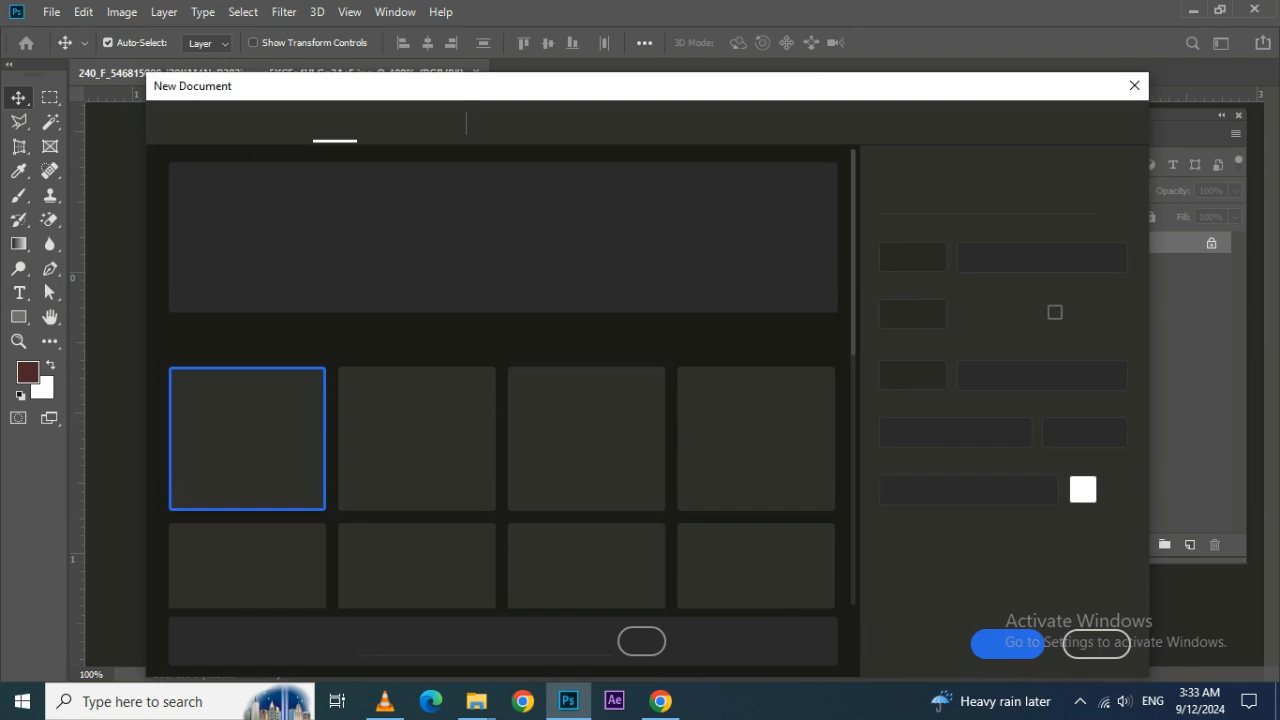 Ps File Edit Image Layer Type Select Filter 3D View Window Help
Auto-Select: Layer Show Transform Controls ••• 3D Mode:
New Document
Opacity: 100%
Fill: 100%
Activate Windows
Go to Settings to activate Windows.
100%
Type here to search
Ps Ae
Heavy rain later
ENG
3:33 AM
9/12/2024